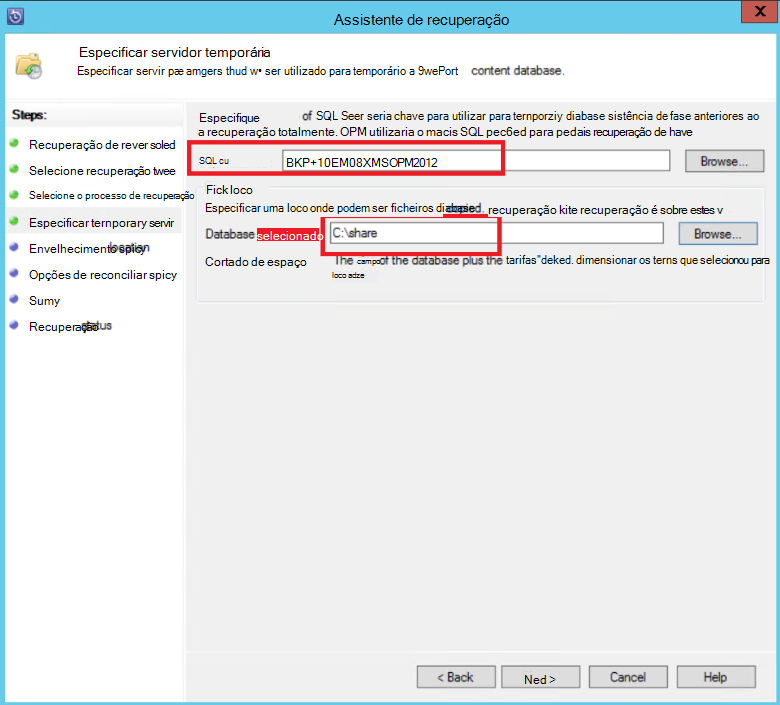 Assistente de recuperação
X
Especificar servidor temporária
Especificar servir pæ amgers thud w• ser utilizado para temporário a 9wePort content database.
Steps:
Recuperação de rever soled
Selecione recuperação twee
Selecione o processo de recuperação
Especificar ternporary servir
Envelhecimento spicy
Opções de reconciliar spicy
Sumy
Recuperação
Especifique of SQL Seer seria chave para utilizar para ternporziy diabase sistência de fase anteriores ao
a recuperação totalmente. OPM utilizaria o macis SQL pec6ed para pedais recuperação de have
SQL cu BKP+10EM08XMSOPM2012 Browse...
Fick loco
Especificar uma loco onde podem ser ficheiros copied. recuperação kite recuperação é sobre estes v
Database selecionado C:\share Browse...
Cortado de espaço The campo of the database plus the tarifas "deked. dimensionar os terns que selecionou para
loco adze
< Back Ned > Cancel Help